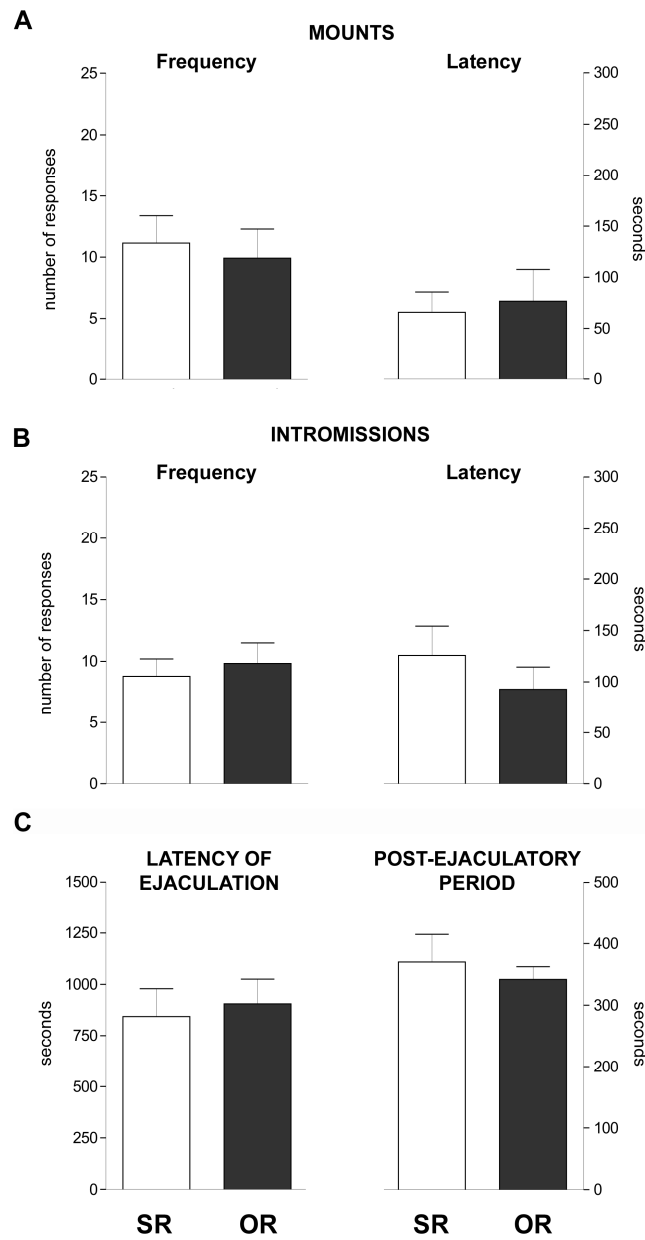 A
MOUNTS
Frequency
Latency
25
20
15
10
5
0
number of responses
300
250
200
150
100
50
0
seconds
B
INTROMISSIONS
Frequency
Latency
25
20
15
10
5
0
number of responses
300
250
200
150
100
50
0
seconds
C
LATENCY OF
EJACULATION
POST-EJACULATORY
PERIOD
1500
1250
1000
750
500
250
0
seconds
500
400
300
200
100
0
seconds
SR
OR
SR
OR